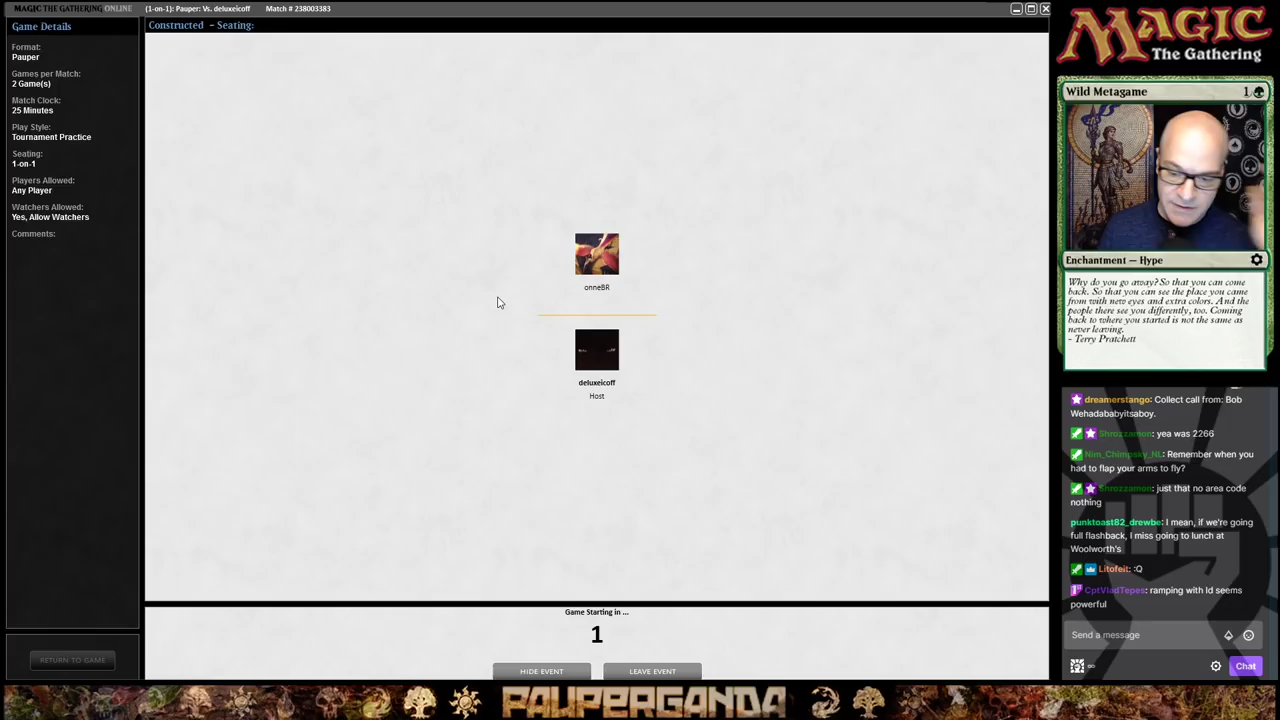 MAGIC THE GATHERING ONLINE
(1-on-1): Pauper: Vs. deluxeicoff
Match # 238003383
Game Details
Format:
Pauper
Games per Match:
2 Game(s)
Match Clock:
25 Minutes
Play Style:
Tournament Practice
Seating:
1-on-1
Players Allowed:
Any Player
Watchers Allowed:
Yes, Allow Watchers
Comments:
RETURN TO GAME
Constructed - Seating:
onneBR
deluxeicoff
Host
Game Starting in ...
1
HIDE EVENT
LEAVE EVENT
MAGIC
The Gathering
Wild Metagame
1
Enchantment — Hype
Why do you go away? So that you can come
back. So that you can see the place you came
from with new eyes and extra colors. And the
people there see you differently, too. Coming
back to where you started is not the same as
never leaving.
- Terry Pratchett
dreamerstango: Collect call from: Bob
Wehadababyitsaboy.
Shrozzamon: yea was 2266
Nim_Chimpsky_NL: Remember when you
had to flap your arms to fly?
Shrozzamon: just that no area code
nothing
punktoast82_drewbe: I mean, if we're going
full flashback, I miss going to lunch at
Woolworth's
Litofeit: :Q
CptVladTepes: ramping with ld seems
powerful
Send a message
∞
Chat
PAUPERGANDA